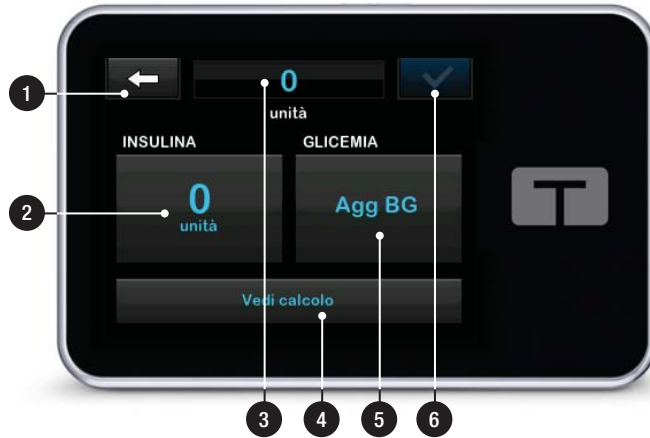 0
unità
1
INSULINA
GLICEMIA
0
unità
Agg BG
2
Vedi calcolo
T
3
4
5
6